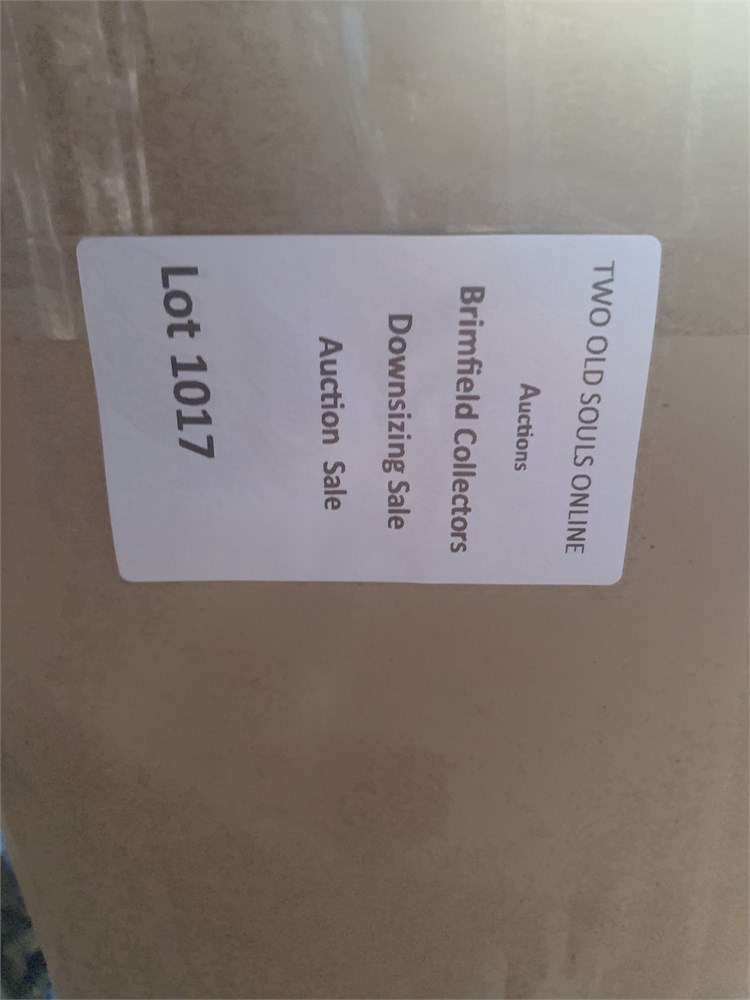 TWO OLD SOULS ONLINE
Auctions
Brimfield Collectors
Downsizing Sale
Auction Sale
Lot 1017